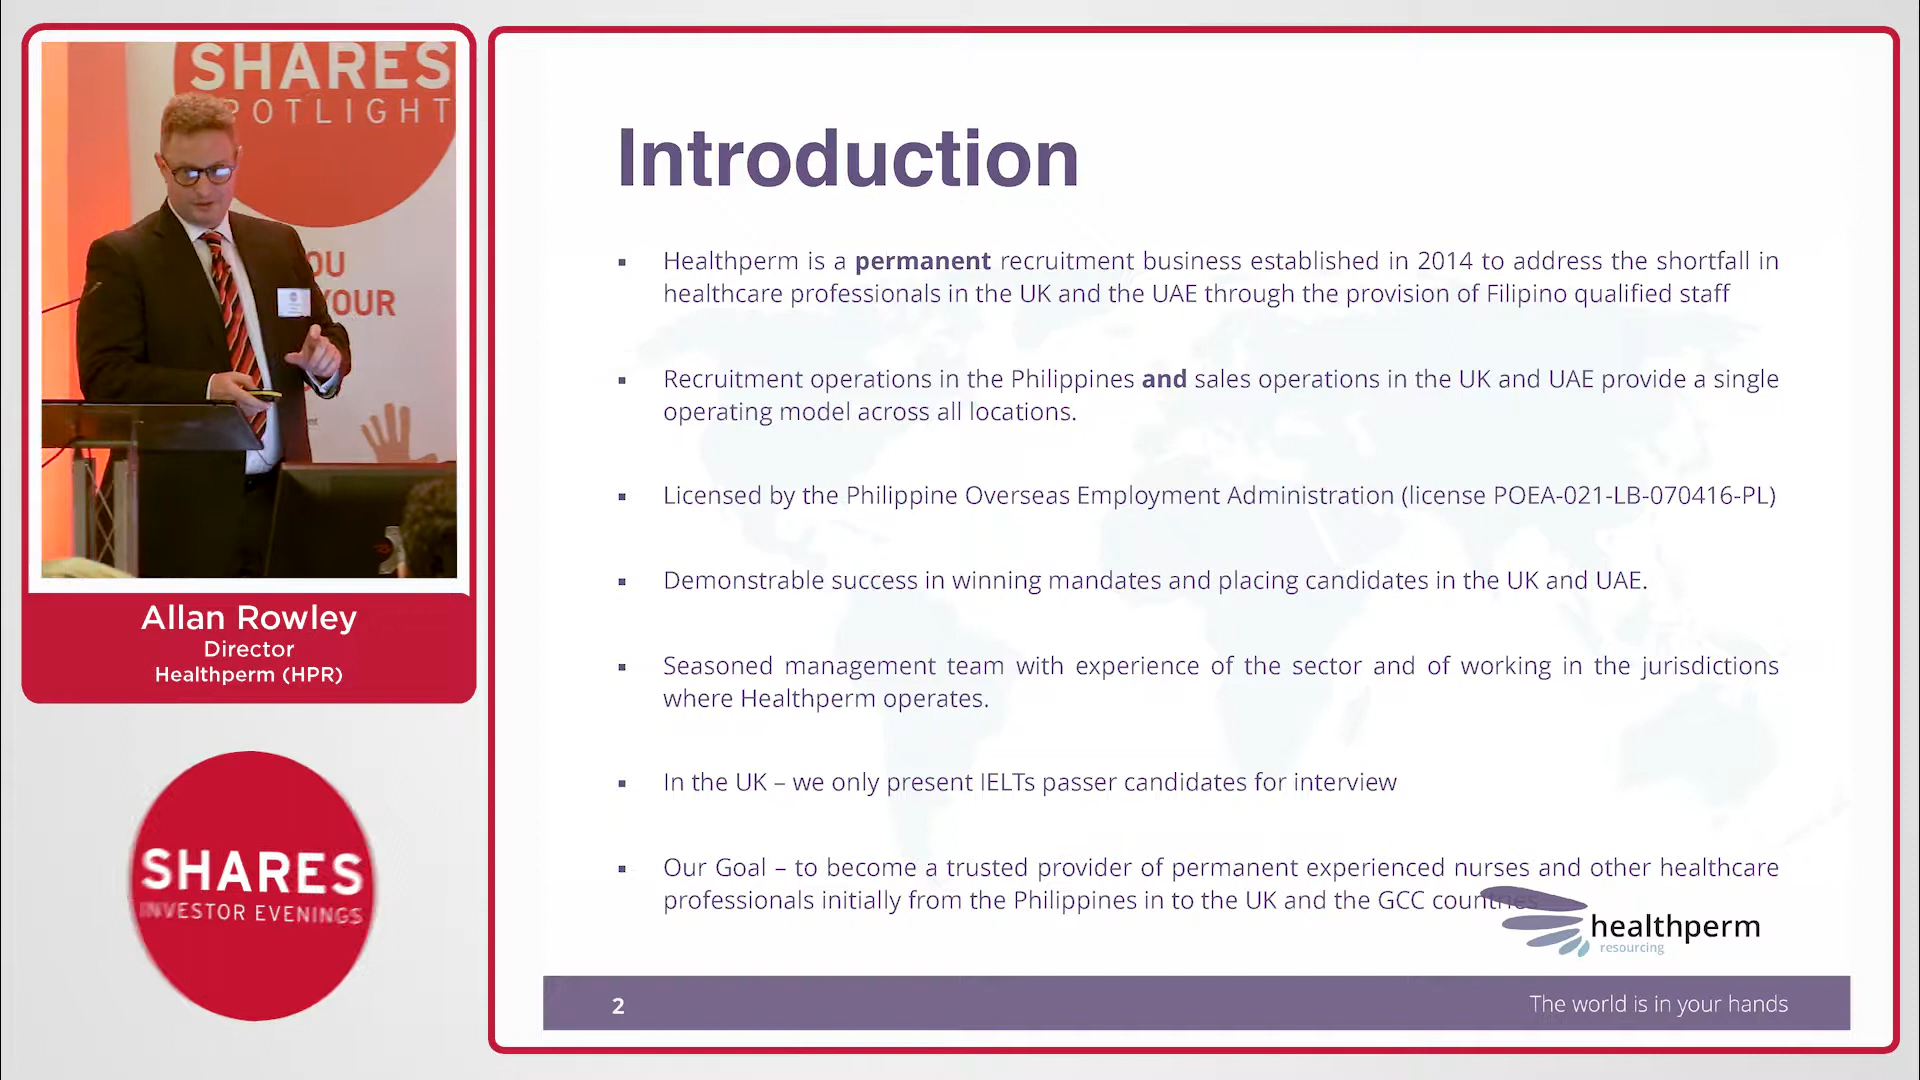 SHARES
POTLIGHT
OU
YOUR
Allan Rowley
Director
Healthperm (HPR)
SHARES
INVESTOR EVENINGS
Introduction
▪ Healthperm is a permanent recruitment business established in 2014 to address the shortfall in
healthcare professionals in the UK and the UAE through the provision of Filipino qualified staff
▪ Recruitment operations in the Philippines and sales operations in the UK and UAE provide a single
operating model across all locations.
▪ Licensed by the Philippine Overseas Employment Administration (license POEA-021-LB-070416-PL)
▪ Demonstrable success in winning mandates and placing candidates in the UK and UAE.
▪ Seasoned management team with experience of the sector and of working in the jurisdictions
where Healthperm operates.
▪ In the UK – we only present IELTs passer candidates for interview
▪ Our Goal – to become a trusted provider of permanent experienced nurses and other healthcare
professionals initially from the Philippines in to the UK and the GCC countries
healthperm
resourcing
2
The world is in your hands